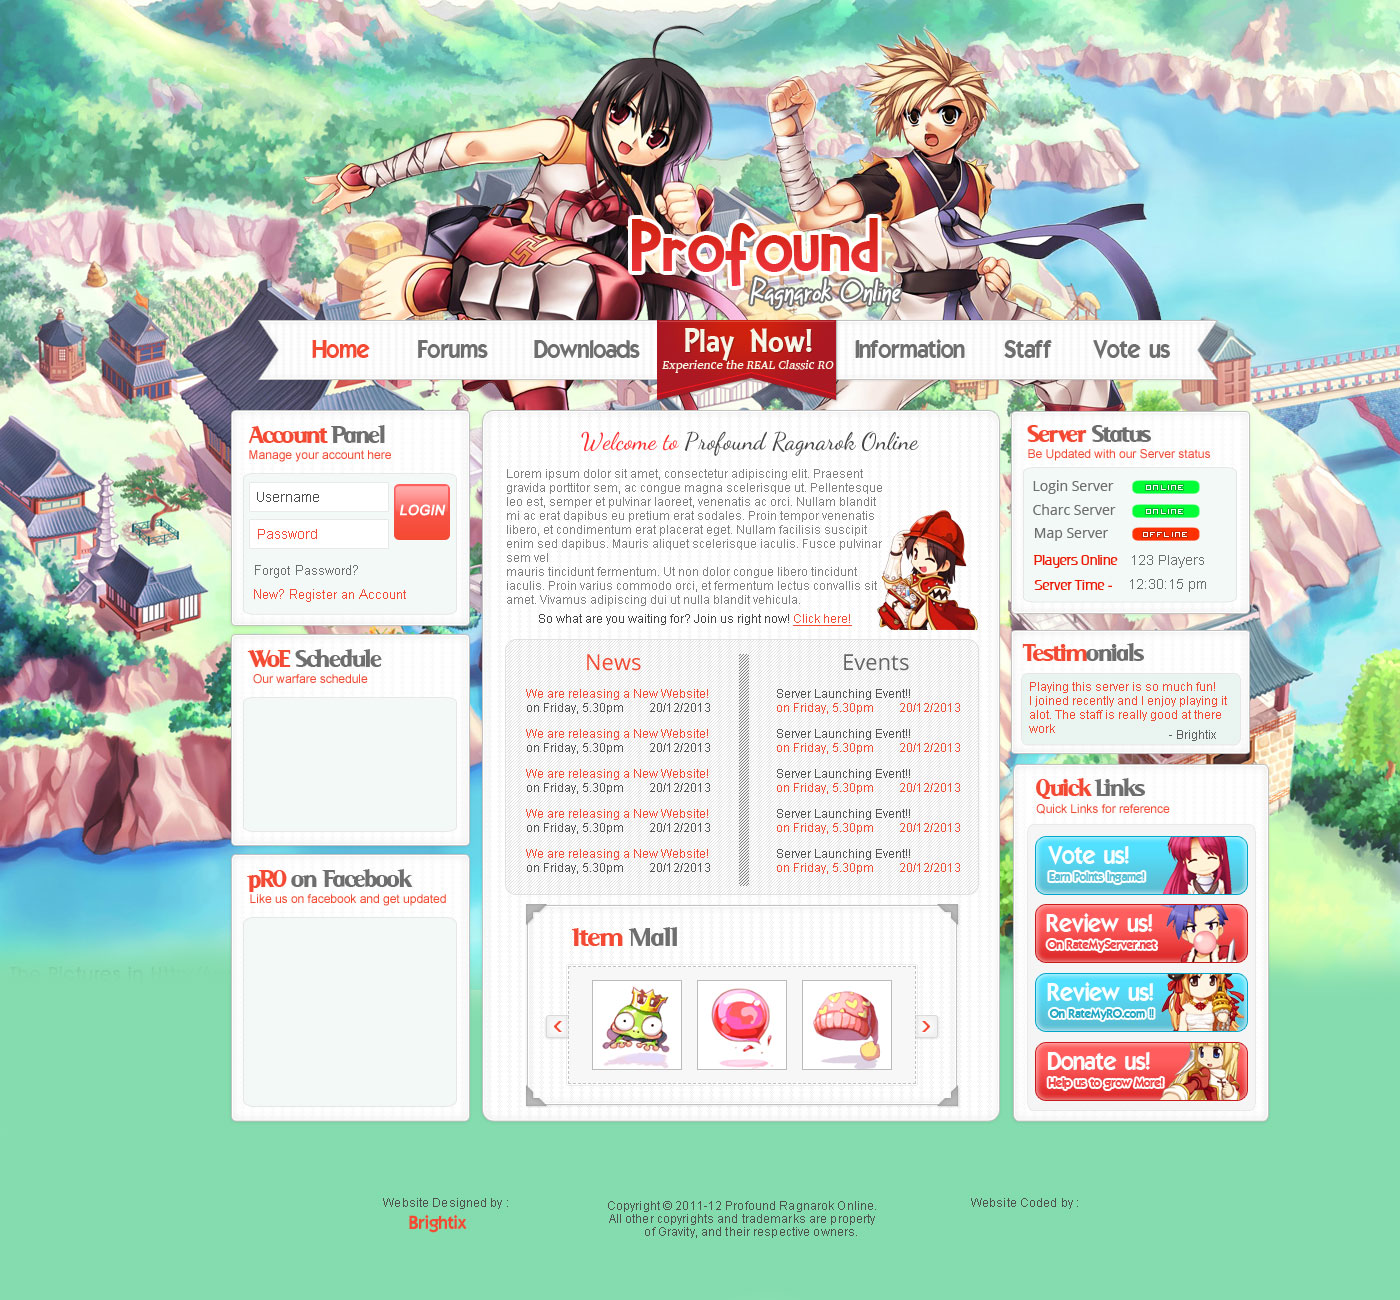 Profound
Ragnarok Online
Home
Forums
Downloads
Play Now!
Experience the REAL Classic RO
Information
Staff
Vote us
Account Panel
Manage your account here
Username
Password
LOGIN
Forgot Password?
New? Register an Account
WoE Schedule
Our warfare schedule
pRO on Facebook
Like us on facebook and get updated
The Pictures in
Welcome to Profound Ragnarok Online
Lorem ipsum dolor sit amet, consectetur adipiscing elit. Praesent
gravida porttitor sem, ac congue magna scelerisque ut. Pellentesque
leo est, semper et pulvinar laoreet, venenatis ac orci. Nullam blandit
mi ac erat dapibus eu pretium erat sodales. Proin tempor venenatis
libero, et condimentum erat placerat eget. Nullam facilisis suscipit
enim sed dapibus. Mauris aliquet scelerisque iaculis. Fusce pulvinar
sem vel
mauris tincidunt fermentum. Ut non dolor congue libero tincidunt
iaculis. Proin varius commodo orci, et fermentum lectus convallis sit
amet. Vivamus adipiscing dui ut nulla blandit vehicula.
So what are you waiting for? Join us right now! Click here!
News
We are releasing a New Website!
on Friday, 5.30pm 20/12/2013
We are releasing a New Website!
on Friday, 5.30pm 20/12/2013
We are releasing a New Website!
on Friday, 5.30pm 20/12/2013
We are releasing a New Website!
on Friday, 5.30pm 20/12/2013
We are releasing a New Website!
on Friday, 5.30pm 20/12/2013
Events
Server Launching Event!!
on Friday, 5.30pm 20/12/2013
Server Launching Event!!
on Friday, 5.30pm 20/12/2013
Server Launching Event!!
on Friday, 5.30pm 20/12/2013
Server Launching Event!!
on Friday, 5.30pm 20/12/2013
Server Launching Event!!
on Friday, 5.30pm 20/12/2013
Item Mall
Server Status
Be Updated with our Server status
Login Server ONLINE
Charc Server ONLINE
Map Server OFFLINE
Players Online 123 Players
Server Time - 12:30:15 pm
Testimonials
Playing this server is so much fun!
I joined recently and I enjoy playing it
alot. The staff is really good at there
work
- Brightix
Quick Links
Quick Links for reference
Vote us!
Earn Points Ingame!
Review us!
On RateMyServer.net
Review us!
On RateMyRO.com !!
Donate us!
Help us to grow More!
Website Designed by :
Brightix
Copyright © 2011-12 Profound Ragnarok Online.
All other copyrights and trademarks are property
of Gravity, and their respective owners.
Website Coded by :